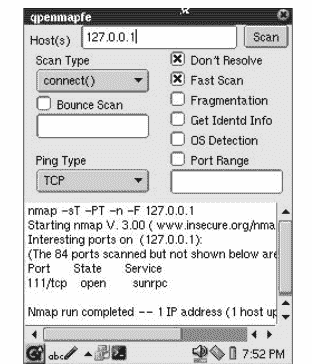 qpenmapfe
Host(s) 127.0.0.1 Scan
Scan Type
Don't Resolve
connect()
Fast Scan
Bounce Scan
Fragmentation
Get Identd Info
OS Detection
Ping Type
Port Range
TCP
nmap -sT -PT -n -F 127.0.0.1
Starting nmap V. 3.00 ( www.insecure.org/nma
Interesting ports on (127.0.0.1):
(The 84 ports scanned but not shown below are
Port State Service
111/tcp open sunrpc
Nmap run completed -- 1 IP address (1 host up
abc 7:52 PM